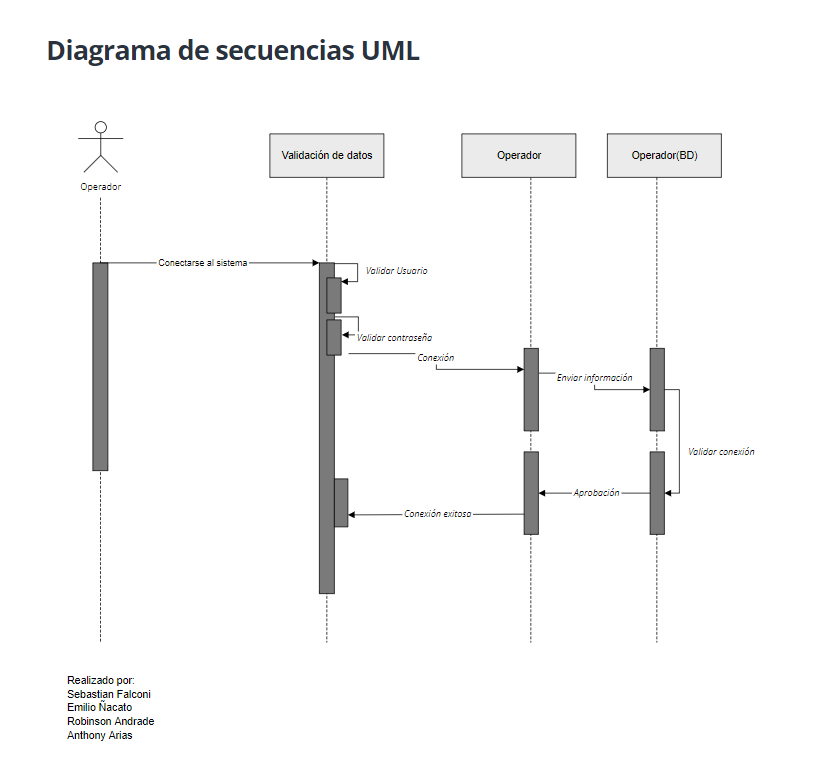 Diagrama de secuencias UML
Validación de datos
Operador
Operador(BD)
Operador
Conectarse al sistema
Validar Usuario
Validar contraseña
Conexión
Enviar información
Validar conexión
Aprobación
Conexión exitosa
Realizado por:
Sebastian Falconi
Emilio Ñacato
Robinson Andrade
Anthony Arias